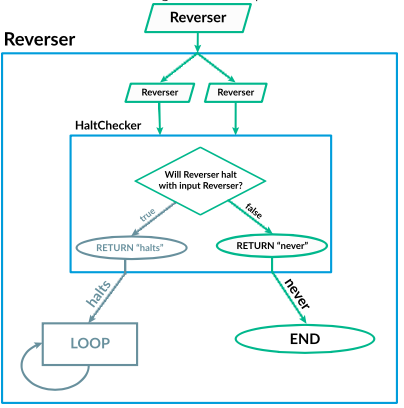 Reverser
Reverser
Reverser
Reverser
HaltChecker
Will Reverser halt
with input Reverser?
true
false
RETURN "halts"
RETURN "never"
halts
never
LOOP
END